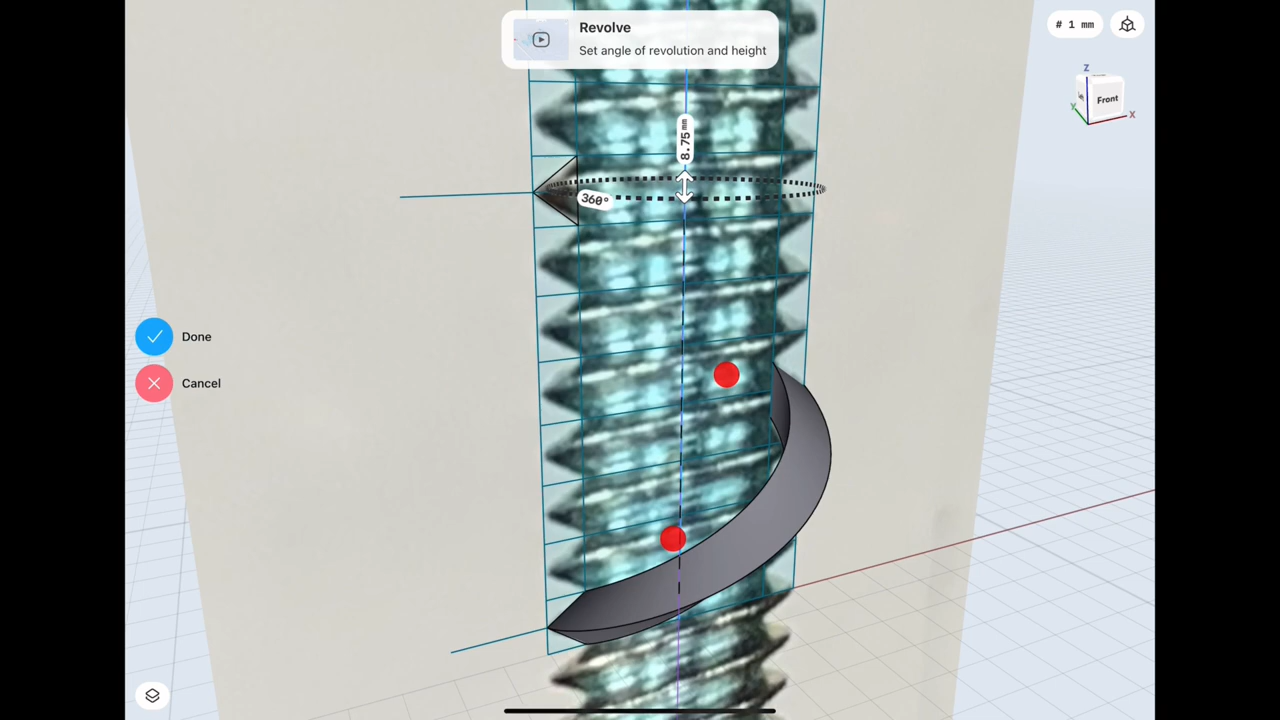 Revolve
Set angle of revolution and height
# 1 mm
Z
Front
Y
X
8.75 mm
360°
Done
Cancel